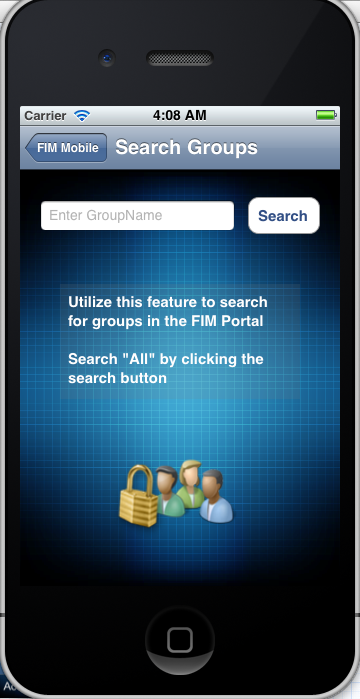 Carrier 4:08 AM
FIM Mobile Search Groups
Enter GroupName Search
Utilize this feature to search
for groups in the FIM Portal
Search "All" by clicking the
search button